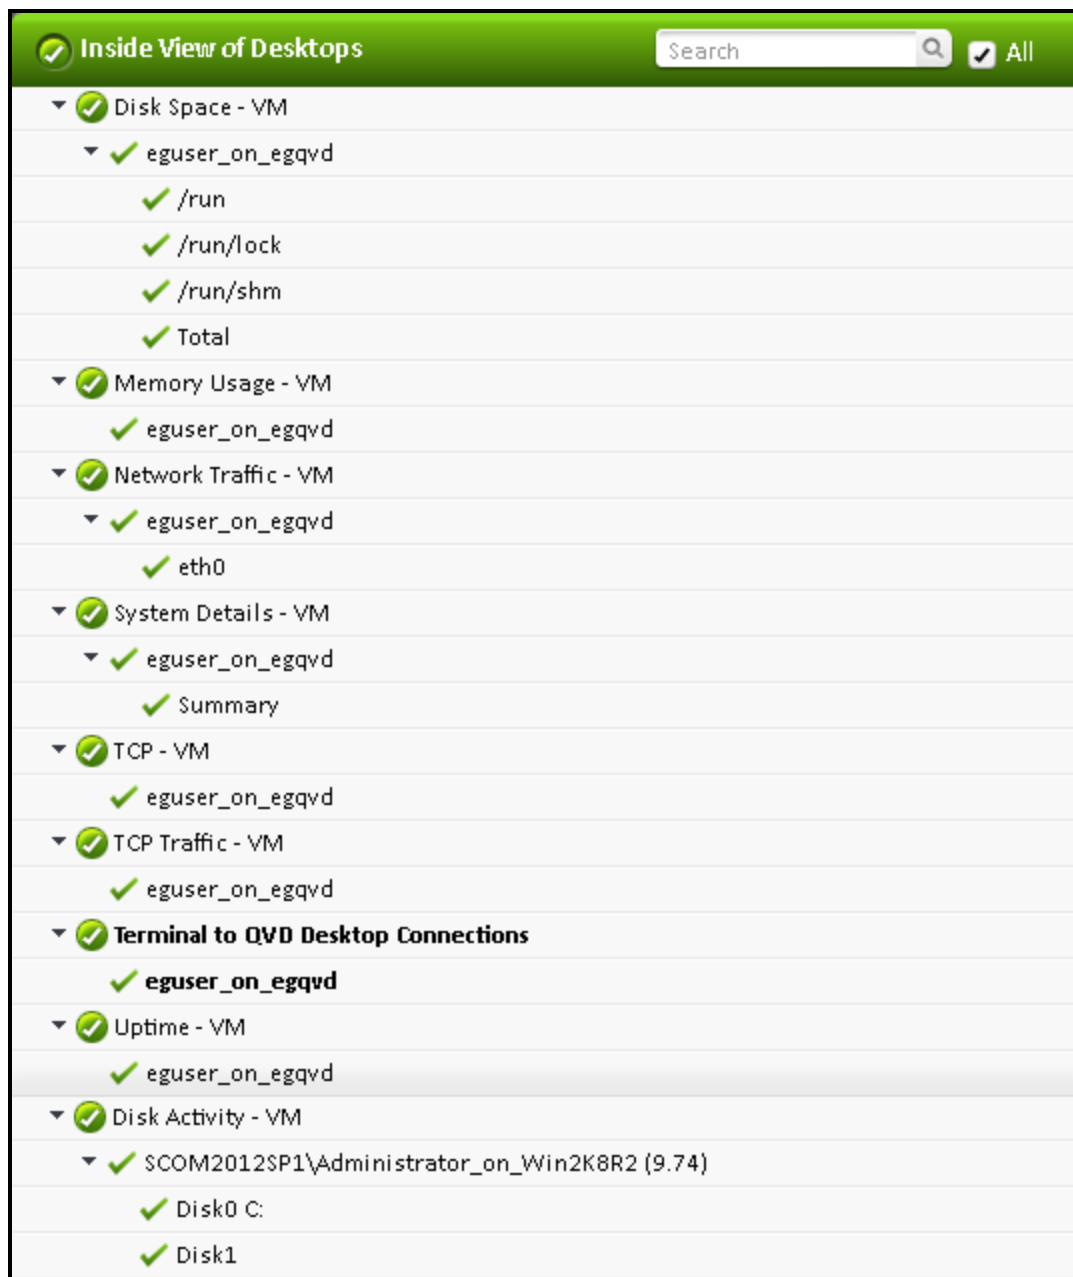 Inside View of Desktops
Search
All
Disk Space - VM
eguser_on_egqvd
/run
/run/lock
/run/shm
Total
Memory Usage - VM
eguser_on_egqvd
Network Traffic - VM
eguser_on_egqvd
eth0
System Details - VM
eguser_on_egqvd
Summary
TCP - VM
eguser_on_egqvd
TCP Traffic - VM
eguser_on_egqvd
Terminal to QVD Desktop Connections
eguser_on_egqvd
Uptime - VM
eguser_on_egqvd
Disk Activity - VM
SCOM2012SP1\Administrator_on_Win2K8R2 (9.74)
Disk0 C:
Disk1